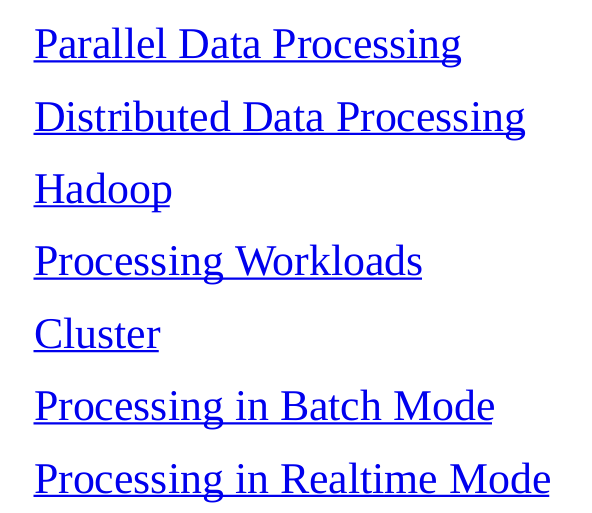 Parallel Data Processing
Distributed Data Processing
Hadoop
Processing Workloads
Cluster
Processing in Batch Mode
Processing in Realtime Mode